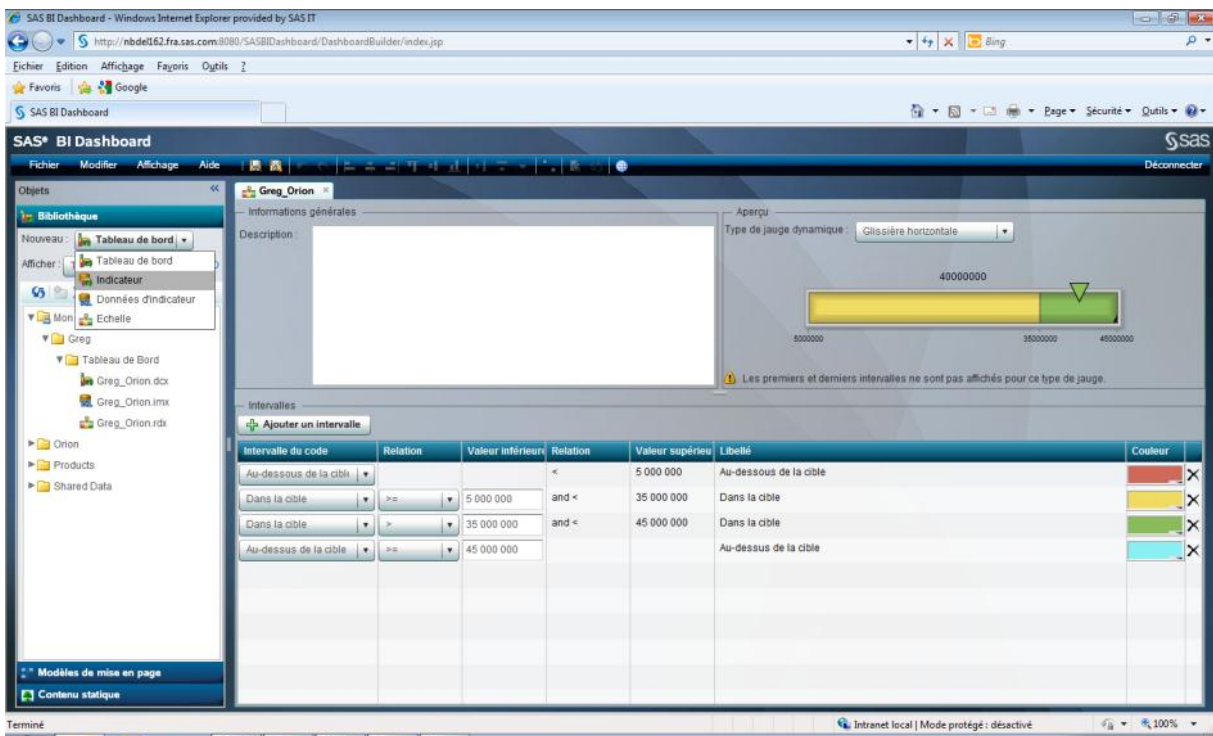 SAS BI Dashboard - Windows Internet Explorer provided by SAS IT
http://nbdel162.fra.sas.com:8080/SASBIDashboard/DashboardBuilder/index.jsp
Bing
Fichier Edition Affichage Favoris Outils ?
Favoris Google
SAS BI Dashboard
Page Sécurité Outils
SAS® BI Dashboard
sas
Fichier Modifier Affichage Aide
Déconnecter
Objets
Greg_Orion
Bibliothèque
Nouveau : Tableau de bord
Afficher :
Tableau de bord
Indicateur
Données d'indicateur
Echelle
Mon
Greg
Tableau de Bord
Greg_Orion.dcx
Greg_Orion.imx
Greg_Orion.rdx
Orion
Products
Shared Data
Modèles de mise en page
Contenu statique
Informations générales
Description :
Aperçu
Type de jauge dynamique : Glissière horizontale
40000000
5000000 35000000 45000000
Les premiers et derniers intervalles ne sont pas affichés pour ce type de jauge.
Intervalles
Ajouter un intervalle
Intervalle du code Relation Valeur inférieure Relation Valeur supérieu Libellé Couleur
Au-dessous de la cible < 5 000 000 Au-dessous de la cible
Dans la cible >= 5 000 000 and < 35 000 000 Dans la cible
Dans la cible > 35 000 000 and < 45 000 000 Dans la cible
Au-dessus de la cible >= 45 000 000 Au-dessus de la cible
Terminé
Intranet local | Mode protégé : désactivé
100%